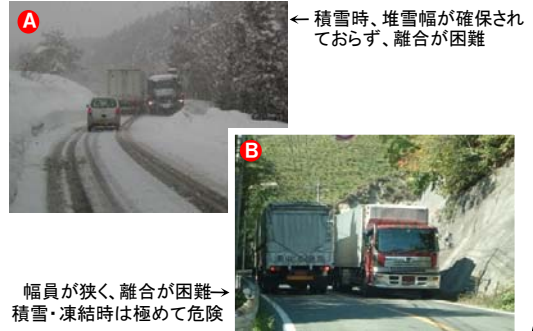 A
← 積雪時、堆雪幅が確保され
ておらず、離合が困難
B
幅員が狭く、離合が困難→
積雪・凍結時は極めて危険